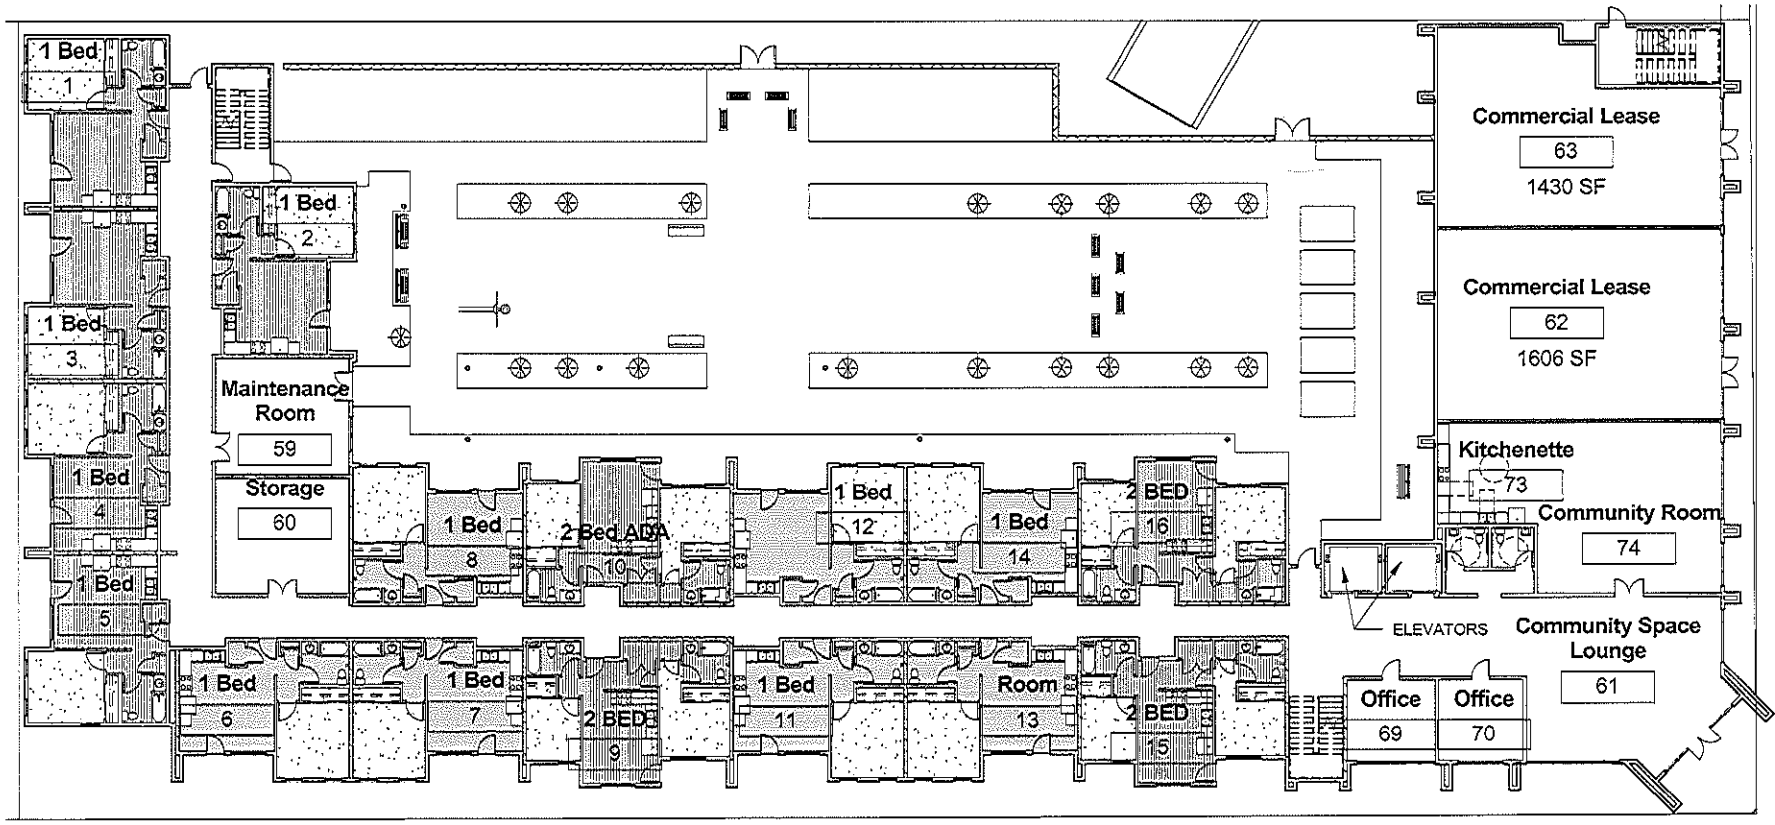 1 Bed
1
1 Bed
2
1 Bed
3
1 Bed
4
1 Bed
5
Maintenance
Room
59
Storage
60
1 Bed
8
2 Bed ADA
10
1 Bed
12
1 Bed
14
2 BED
16
1 Bed
6
1 Bed
7
2 BED
9
1 Bed
11
Room
13
2 BED
15
Commercial Lease
63
1430 SF
Commercial Lease
62
1606 SF
Kitchenette
73
Community Room
74
ELEVATORS
Community Space
Lounge
61
Office
69
Office
70